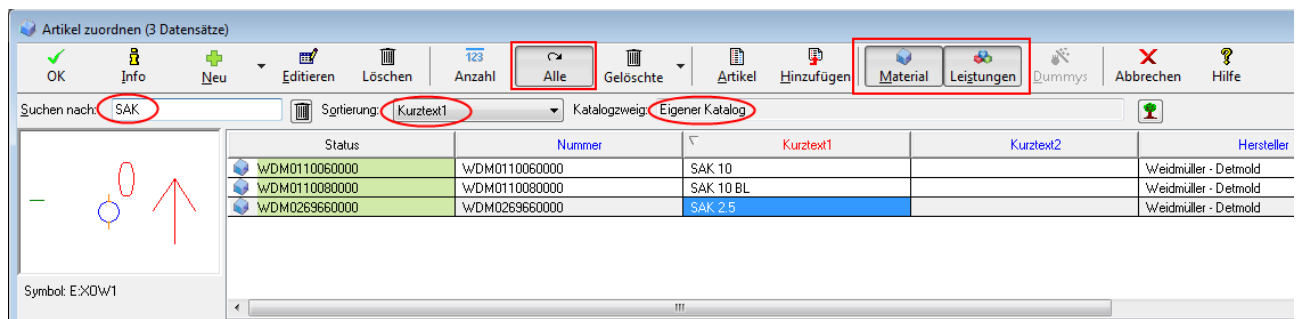 Artikel zuordnen (3 Datensätze)
OK Info Neu Editieren Löschen 123 Anzahl Alle Gelöschte Artikel Hinzufügen Material Leistungen Dummys Abbrechen Hilfe
Suchen nach: SAK Sortierung: Kurztext1 Katalogzweig: Eigener Katalog
Status Nummer Kurztext1 Kurztext2 Hersteller
WDM0110060000 WDM0110060000 SAK 10 Weidmüller - Detmold
WDM0110080000 WDM0110080000 SAK 10 BL Weidmüller - Detmold
WDM0269660000 WDM0269660000 SAK 2.5 Weidmüller - Detmold
0
Symbol: E:XOW1